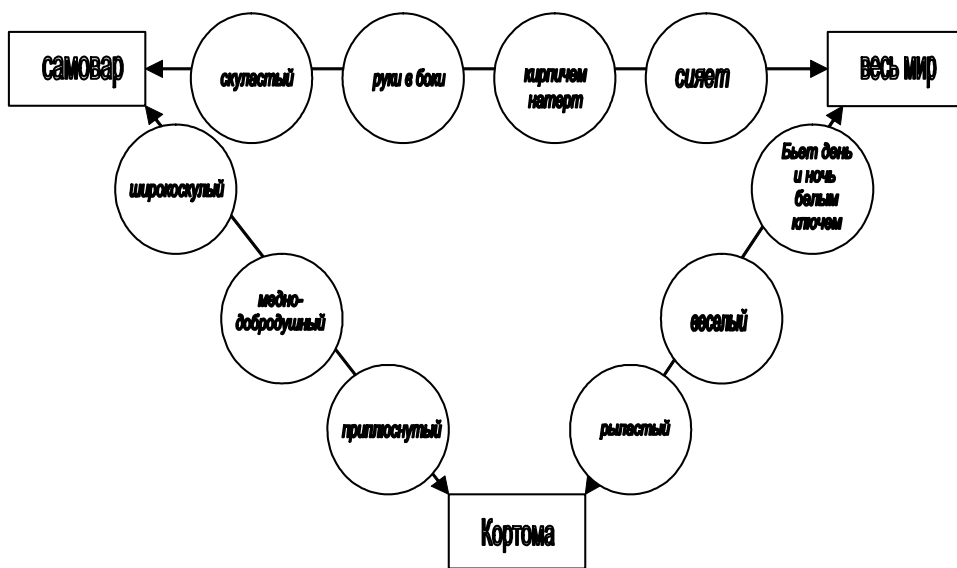 самовар
скуластый
руки в боки
кирпичем
натерт
сияет
весь мир
широкоскулый
Бьет день
и ночь
белым
ключем
медно-
добродушный
веселый
приплюснутый
рыластый
Кортома